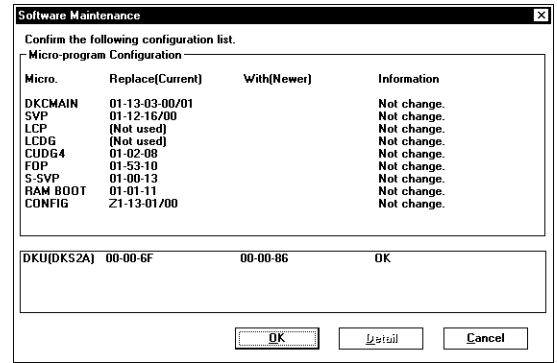 Software Maintenance
Confirm the following configuration list.
Micro-program Configuration
Micro. Replace(Current) With(Newer) Information
DKCMAIN 01-13-03-00/01 Not change.
SVP 01-12-16/00 Not change.
LCP (Not used) Not change.
LCDG (Not used) Not change.
CUDG4 01-02-08 Not change.
FOP 01-53-10 Not change.
S-SVP 01-00-13 Not change.
RAM BOOT 01-01-11 Not change.
CONFIG Z1-13-01/00 Not change.
DKU(DKS2A) 00-00-6F 00-00-86 OK
OK Detail Cancel